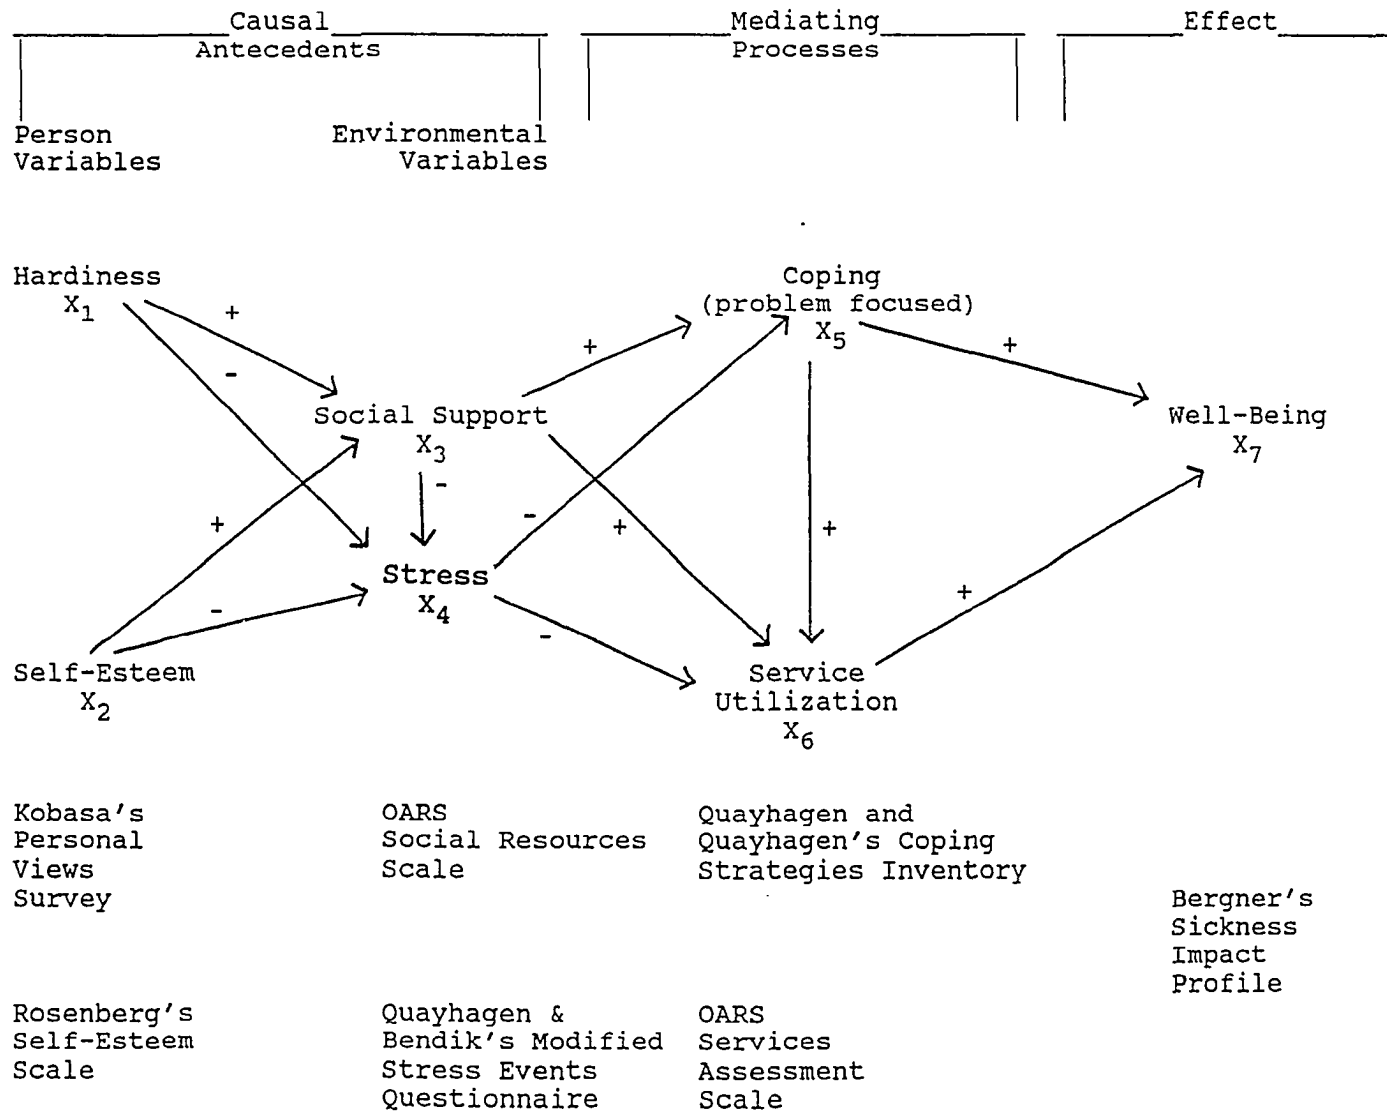 Causal
Antecedents
Mediating
Processes
Effect
Person
Variables
Environmental
Variables
Hardiness
X1
+
-
Coping
(problem focused)
X5
+
+
Social Support
X3
-
Well-Being
X7
+
-
+
+
Stress
X4
-
-
+
Self-Esteem
X2
Service
Utilization
X6
Kobasa's
Personal
Views
Survey
OARS
Social Resources
Scale
Quayhagen and
Quayhagen's Coping
Strategies Inventory
Bergner's
Sickness
Impact
Profile
Rosenberg's
Self-Esteem
Scale
Quayhagen &
Bendik's Modified
Stress Events
Questionnaire
OARS
Services
Assessment
Scale